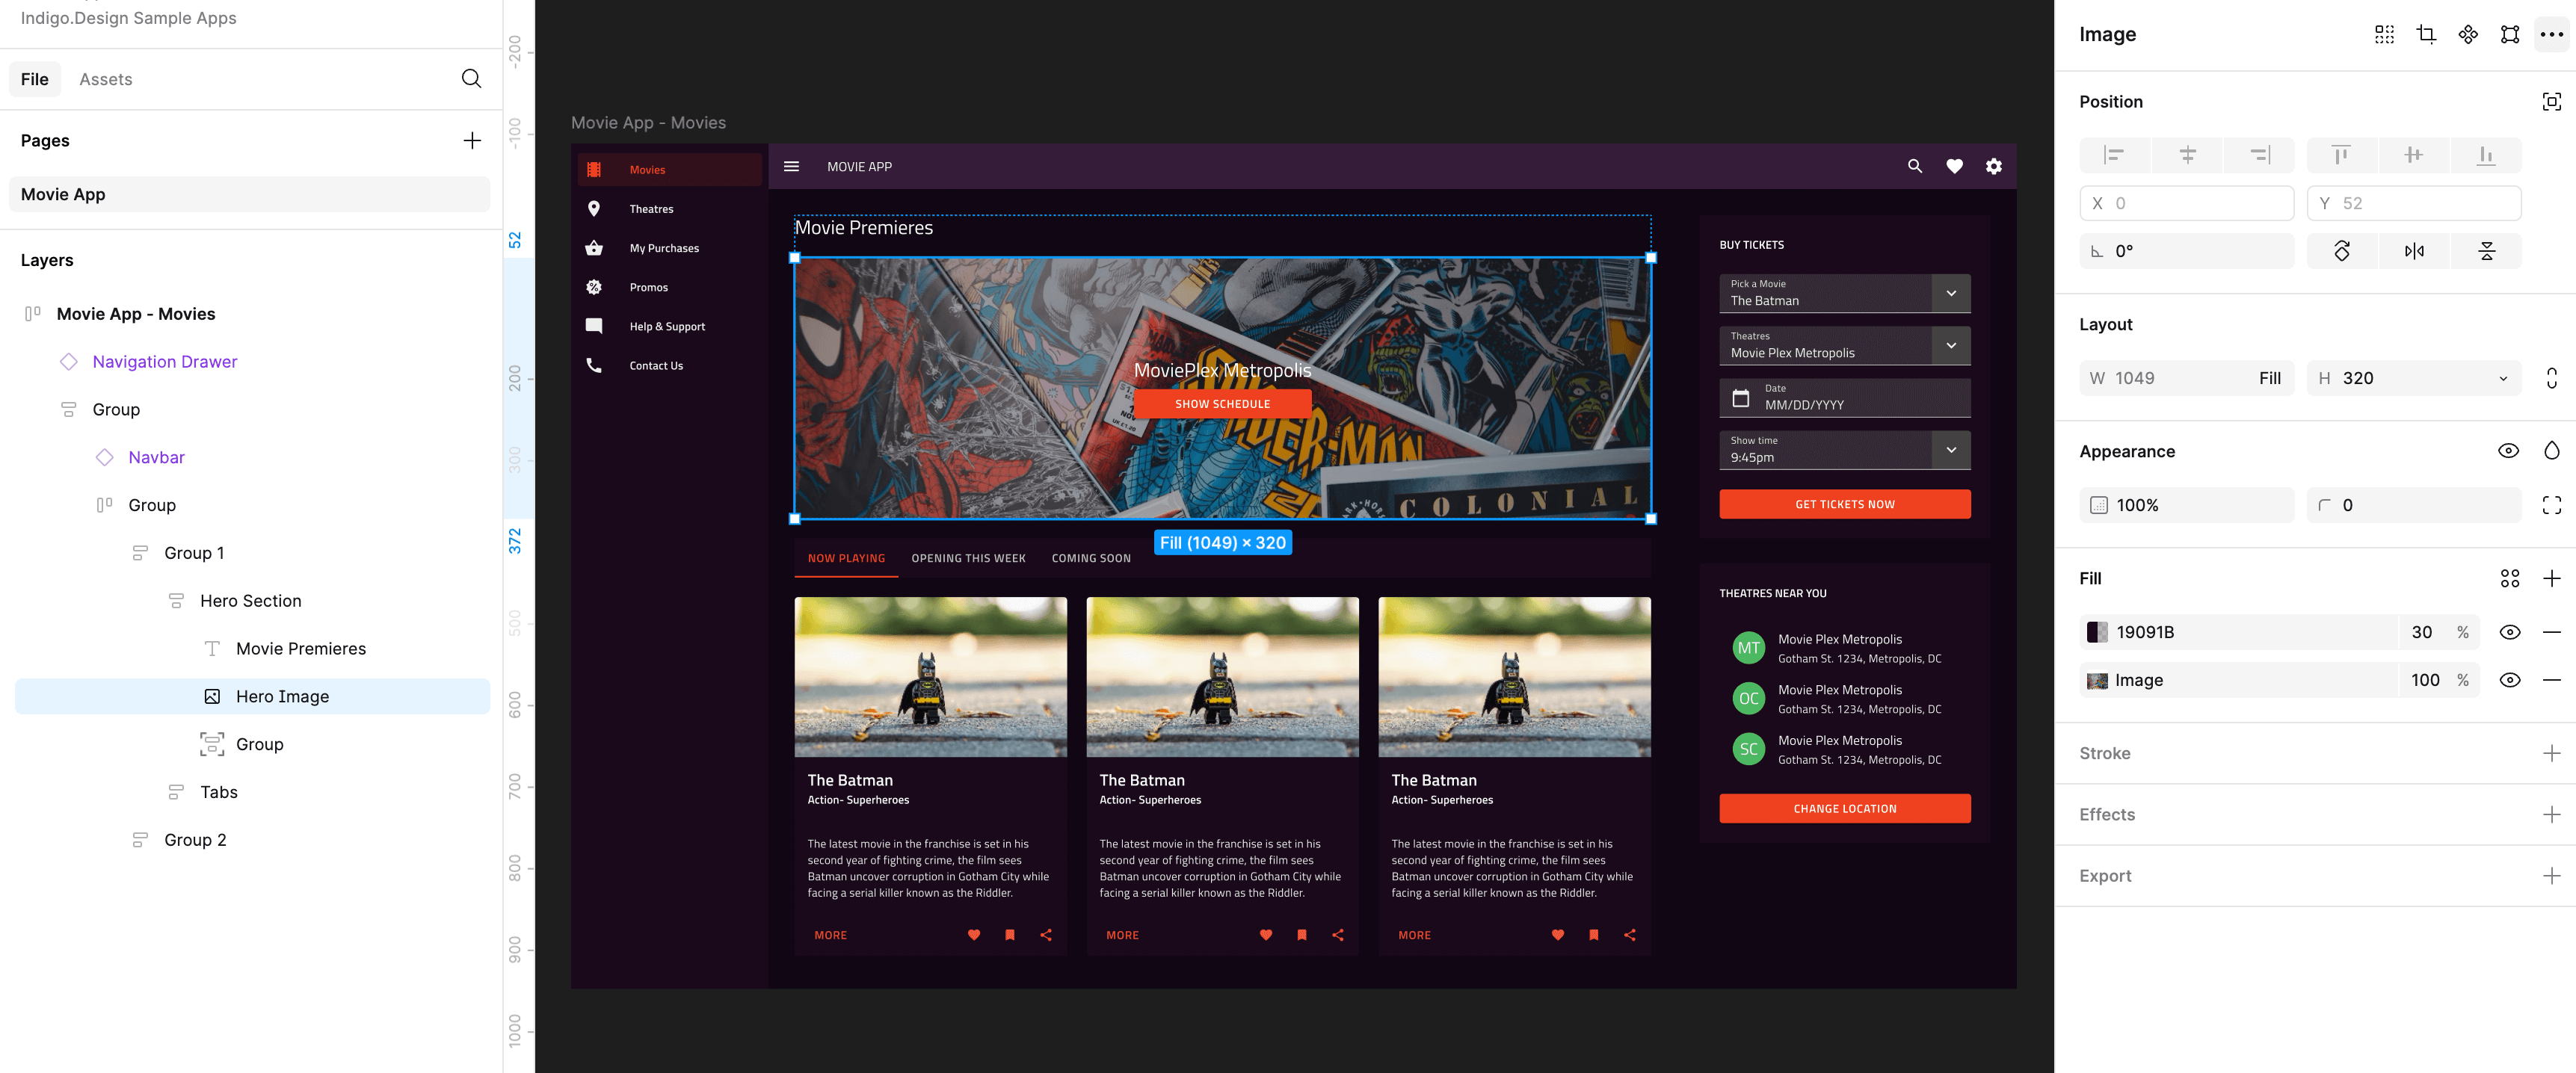 Indigo.Design Sample Apps
File
Assets
Pages
Movie App
Layers
Movie App - Movies
Navigation Drawer
Group
Navbar
Group
Group 1
Hero Section
Movie Premieres
Hero Image
Group
Tabs
Group 2
-200
-100
52
200
300
372
500
600
700
800
900
1000
Movie App - Movies
Movies
Theatres
My Purchases
Promos
Help & Support
Contact Us
MOVIE APP
Movie Premieres
MoviePlex Metropolis
SHOW SCHEDULE
SPIDER-MAN
COLONIAL
Fill (1049) × 320
NOW PLAYING
OPENING THIS WEEK
COMING SOON
The Batman
Action- Superheroes
The latest movie in the franchise is set in his
second year of fighting crime, the film sees
Batman uncover corruption in Gotham City while
facing a serial killer known as the Riddler.
MORE
The Batman
Action- Superheroes
The latest movie in the franchise is set in his
second year of fighting crime, the film sees
Batman uncover corruption in Gotham City while
facing a serial killer known as the Riddler.
MORE
The Batman
Action- Superheroes
The latest movie in the franchise is set in his
second year of fighting crime, the film sees
Batman uncover corruption in Gotham City while
facing a serial killer known as the Riddler.
MORE
BUY TICKETS
Pick a Movie
The Batman
Theatres
Movie Plex Metropolis
Date
MM/DD/YYYY
Show time
9:45pm
GET TICKETS NOW
THEATRES NEAR YOU
MT
Movie Plex Metropolis
Gotham St. 1234, Metropolis, DC
OC
Movie Plex Metropolis
Gotham St. 1234, Metropolis, DC
SC
Movie Plex Metropolis
Gotham St. 1234, Metropolis, DC
CHANGE LOCATION
Image
Position
X 0
Y 52
0°
Layout
W 1049 Fill
H 320
Appearance
100%
0
Fill
19091B 30 %
Image 100 %
Stroke
Effects
Export